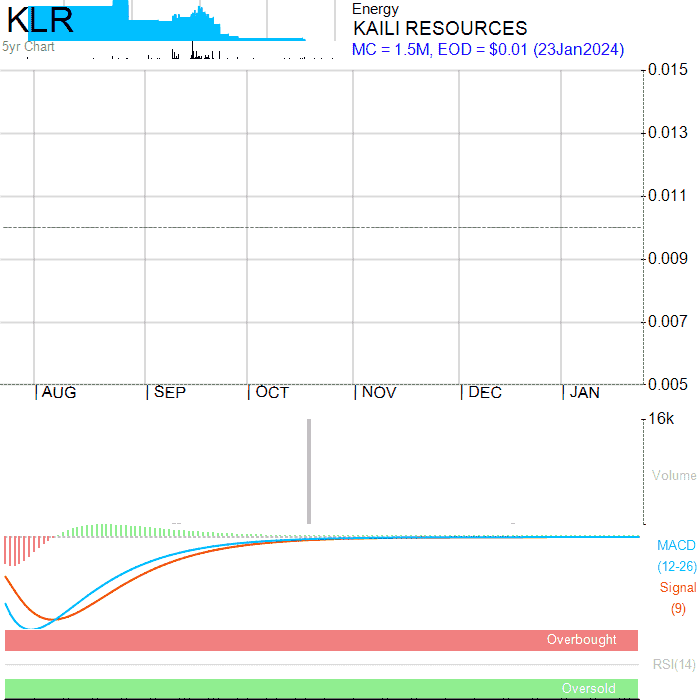 KLR
5yr Chart
Energy
KAILI RESOURCES
MC = 1.5M, EOD = $0.01 (23Jan2024)
0.015
0.013
0.011
0.009
0.007
0.005
AUG SEP OCT NOV DEC JAN
16k
Volume
MACD
(12-26)
Signal
(9)
Overbought
RSI(14)
Oversold